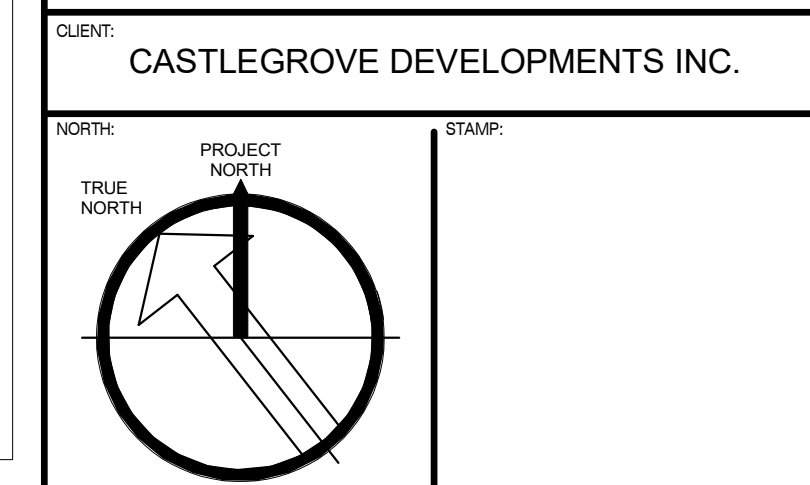 CLIENT:
CASTLEGROVE DEVELOPMENTS INC.
NORTH:
STAMP:
PROJECT
NORTH
TRUE
NORTH